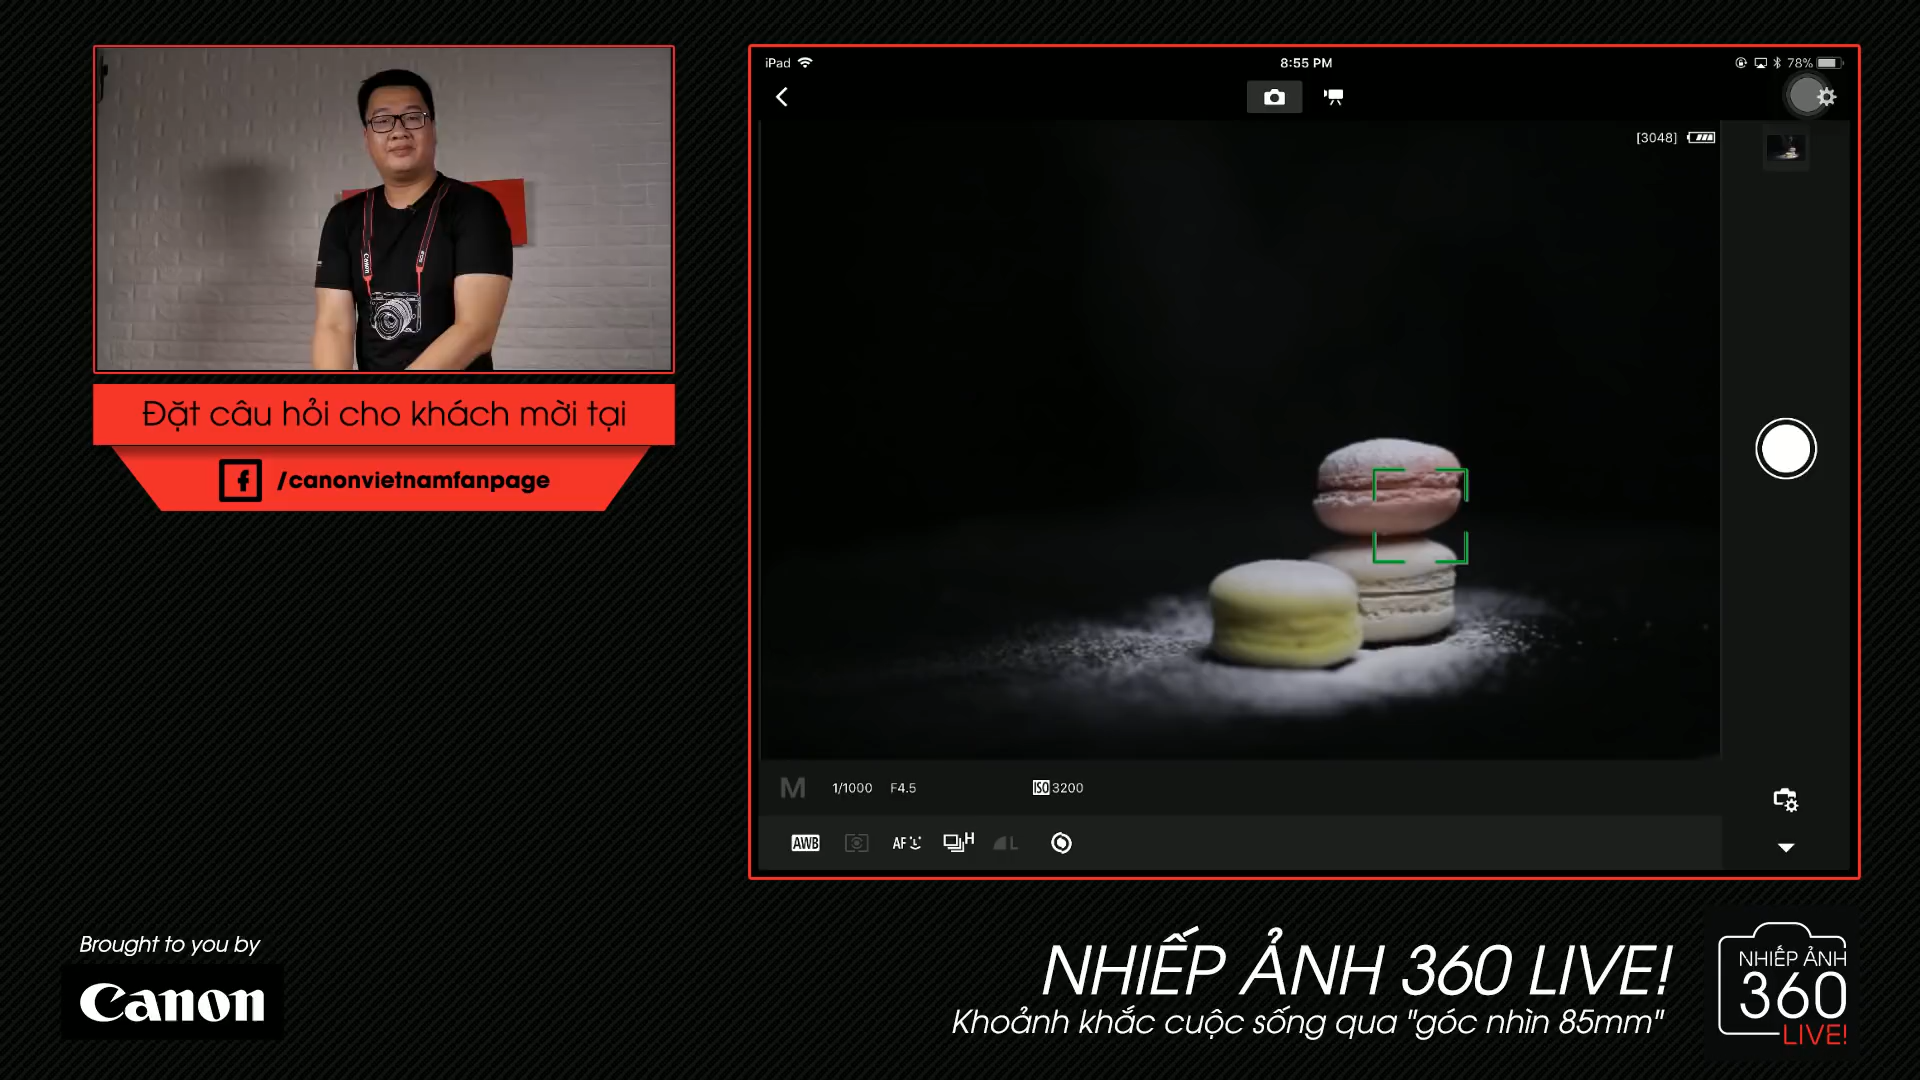 iPad
8:55 PM
78%
[3048]
Đặt câu hỏi cho khách mời tại
f /canonvietnamfanpage
M 1/1000 F4.5 ISO 3200
AWB AF H L
Brought to you by
Canon
NHIẾP ẢNH 360 LIVE!
Khoảnh khắc cuộc sống qua "góc nhìn 85mm"
NHIẾP ẢNH
360
LIVE!